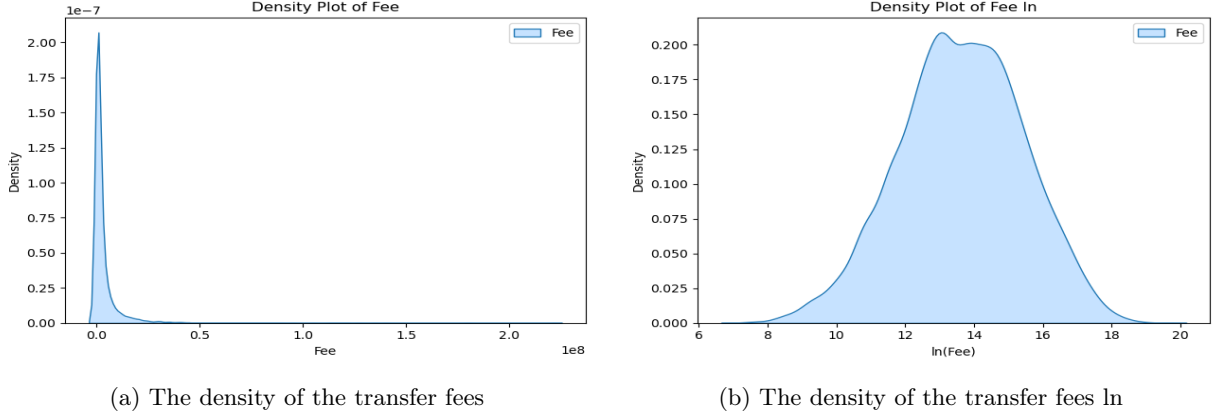 Density Plot of Fee
1e−7
Fee
2.00
1.75
1.50
1.25
1.00
0.75
0.50
0.25
0.00
Density
0.0 0.5 1.0 1.5 2.0
1e8
Fee
(a) The density of the transfer fees
Density Plot of Fee ln
Fee
0.200
0.175
0.150
0.125
0.100
0.075
0.050
0.025
0.000
Density
6 8 10 12 14 16 18 20
ln(Fee)
(b) The density of the transfer fees ln